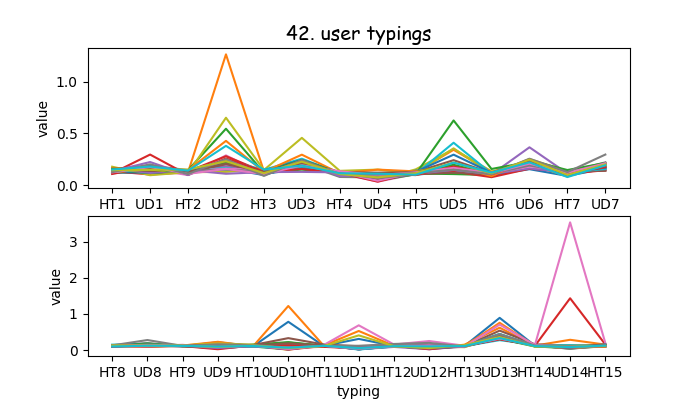 42. user typings
value
1.0
0.5
0.0
HT1 UD1 HT2 UD2 HT3 UD3 HT4 UD4 HT5 UD5 HT6 UD6 HT7 UD7
value
3
2
1
0
HT8 UD8 HT9 UD9 HT10 UD10 HT11 UD11 HT12 UD12 HT13 UD13 HT14 UD14 HT15
typing